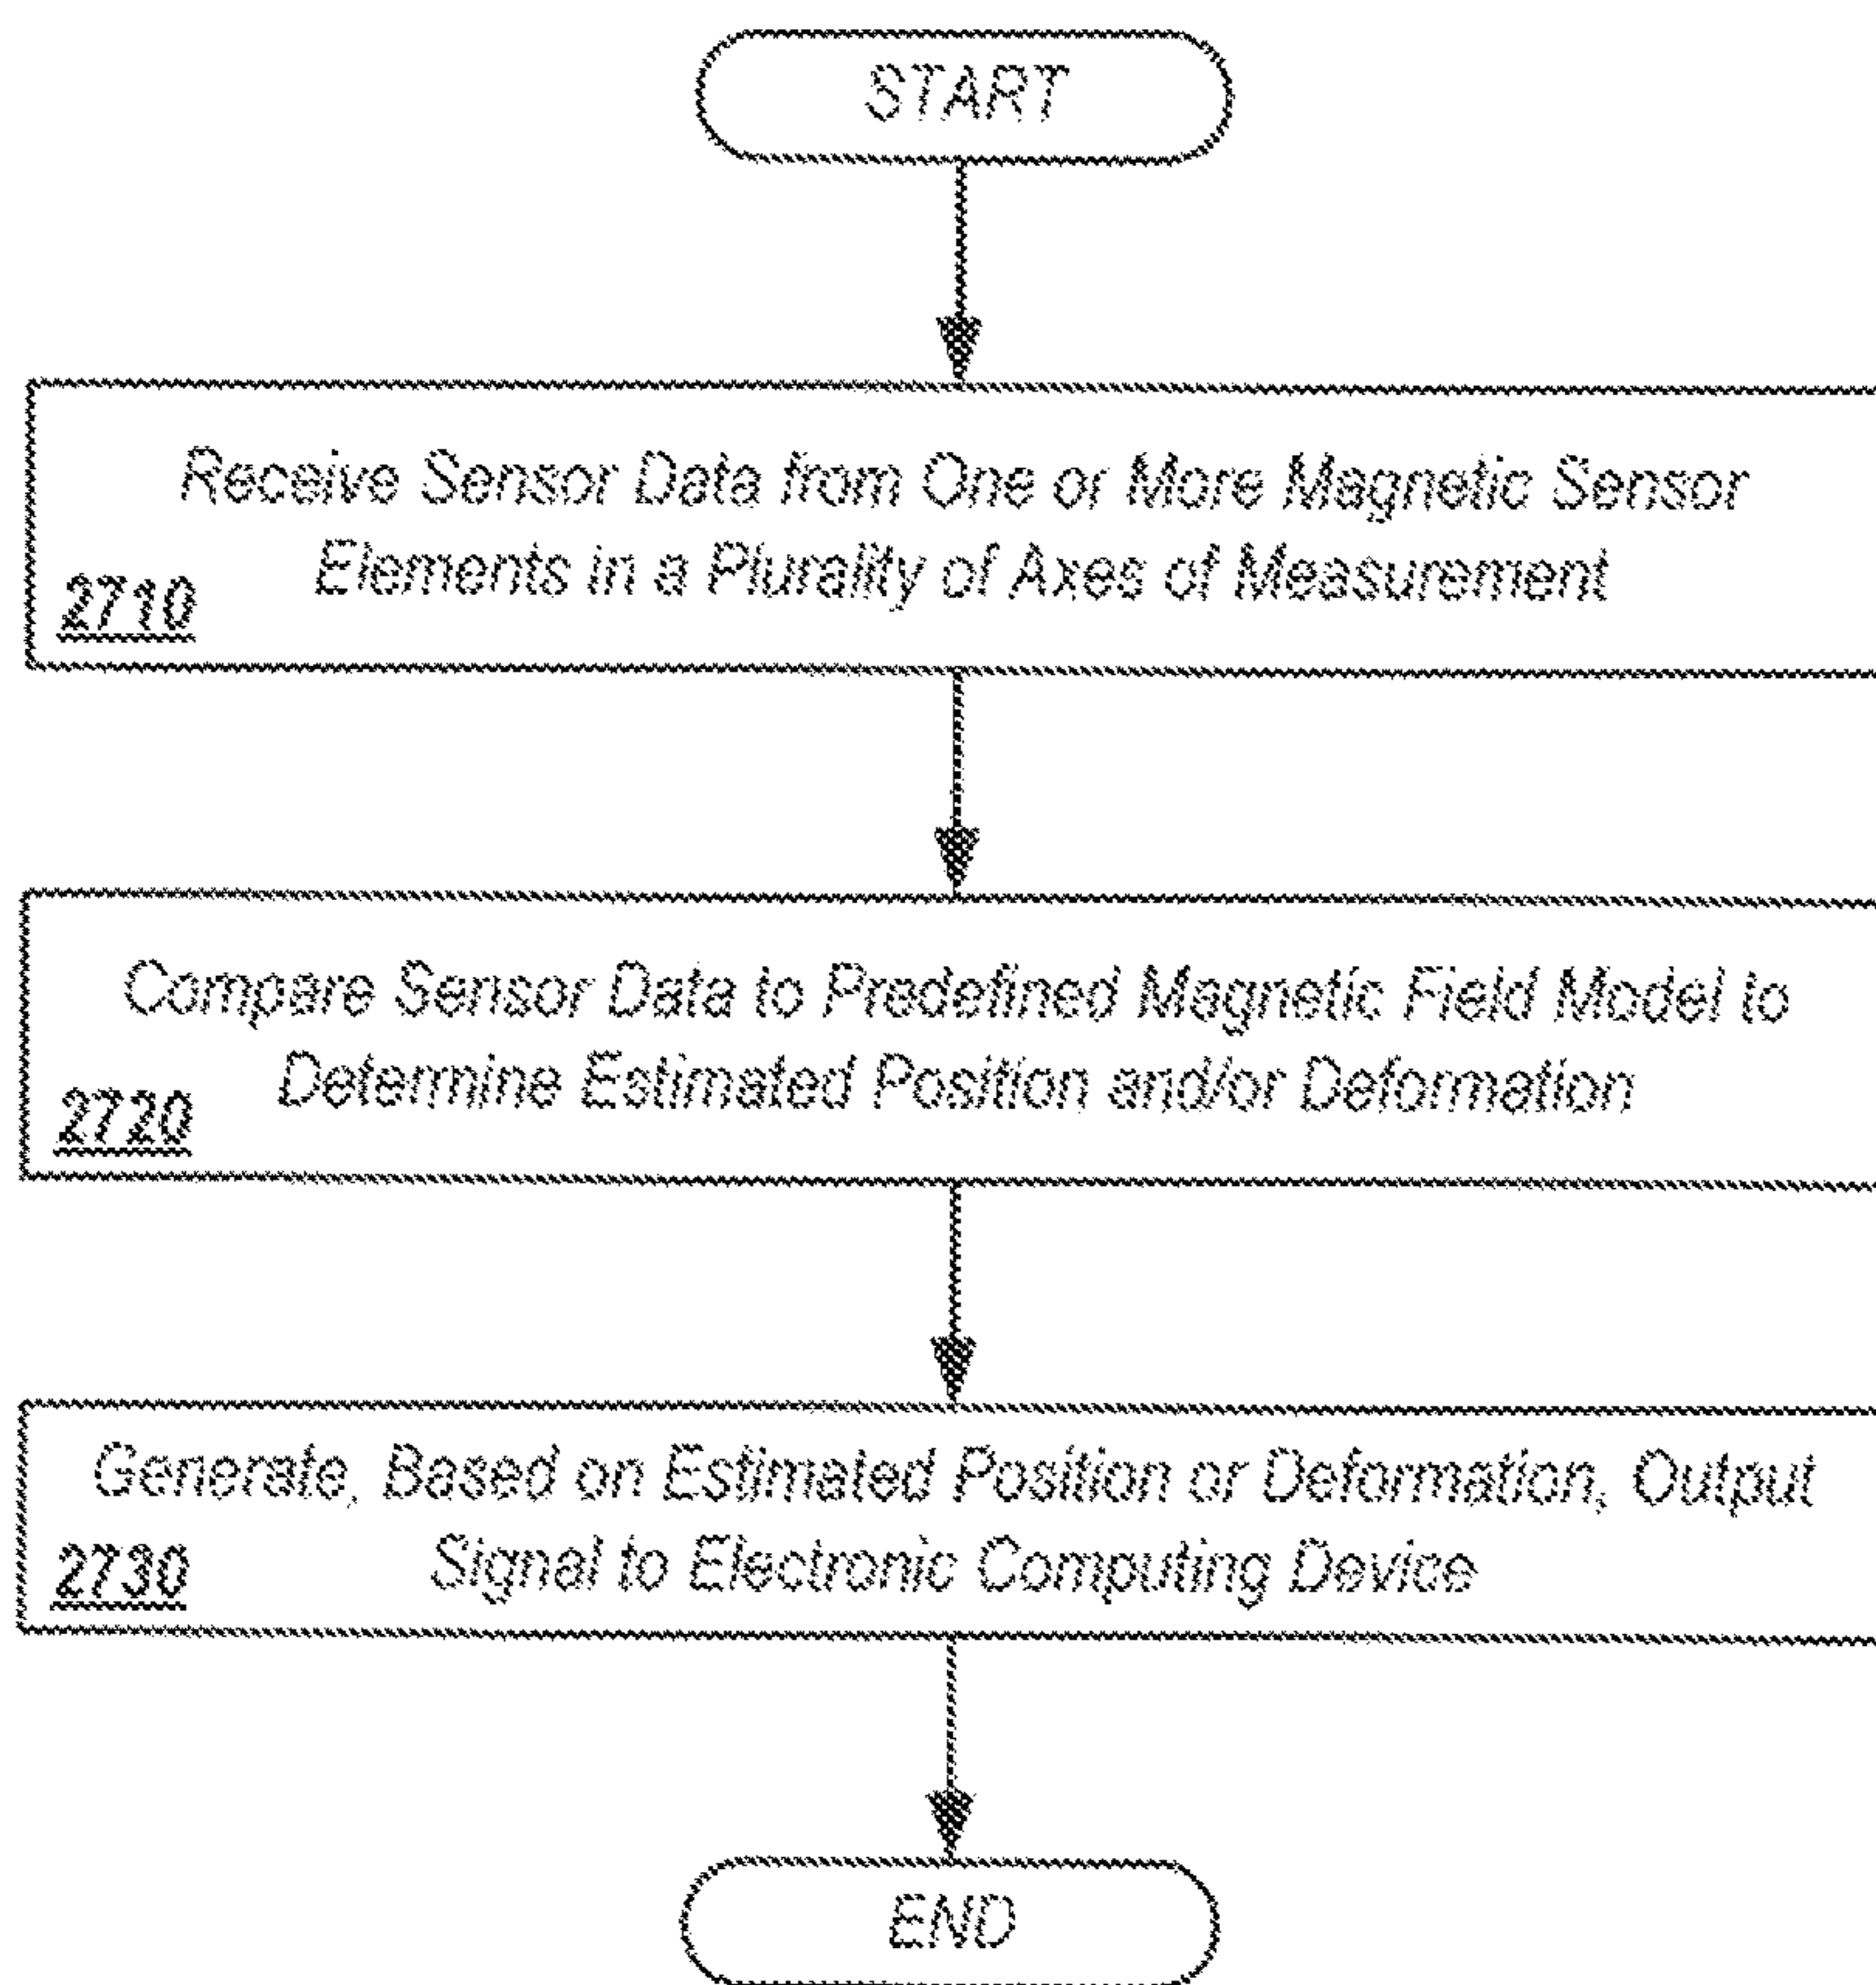 START
Receive Sensor Data from One or More Magnetic Sensor
Elements in a Plurality of Axes of Measurement
2710
Compare Sensor Data to Predefined Magnetic Field Model to
Determine Estimated Position and/or Deformation
2720
Generate, Based on Estimated Position or Deformation, Output
Signal to Electronic Computing Device
2730
END